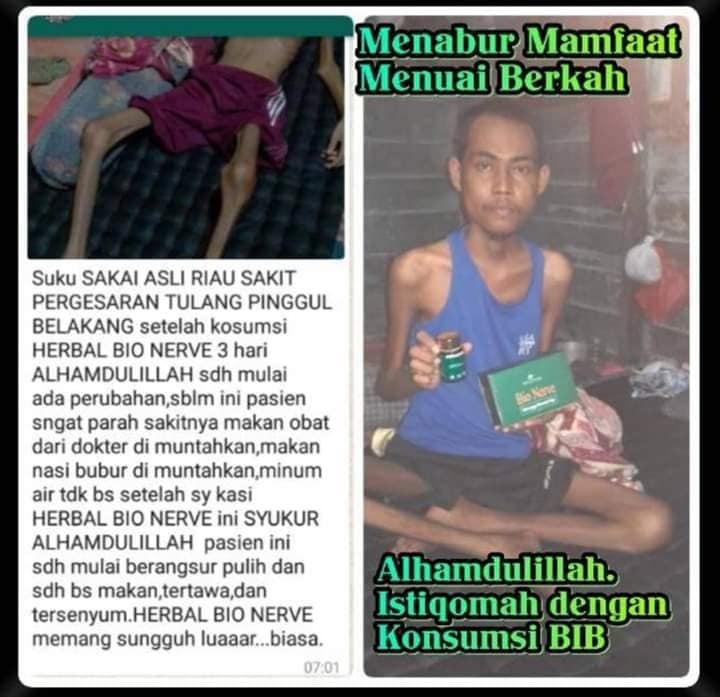 Suku SAKAI ASLI RIAU SAKIT
PERGESARAN TULANG PINGGUL
BELAKANG setelah kosumsi
HERBAL BIO NERVE 3 hari
ALHAMDULILLAH sdh mulai
ada perubahan,sblm ini pasien
sngat parah sakitnya makan obat
dari dokter di muntahkan,makan
nasi bubur di muntahkan,minum
air tdk bs setelah sy kasi
HERBAL BIO NERVE ini SYUKUR
ALHAMDULILLAH pasien ini
sdh mulai berangsur pulih dan
sdh bs makan,tertawa,dan
tersenyum.HERBAL BIO NERVE
memang sungguh luaaar...biasa.
07:01
Menabur Mamfaat
Menuai Berkah
Bio Nerve
Alhamdulillah.
Istiqomah dengan
Konsumsi BIB